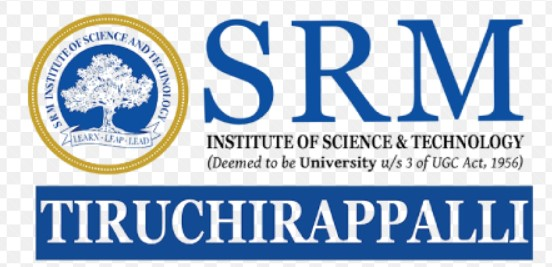 SRM INSTITUTE OF SCIENCE AND TECHNOLOGY
LEARN - LEAP - LEAD
SRM
INSTITUTE OF SCIENCE & TECHNOLOGY
(Deemed to be University u/s 3 of UGC Act, 1956)
TIRUCHIRAPPALLI